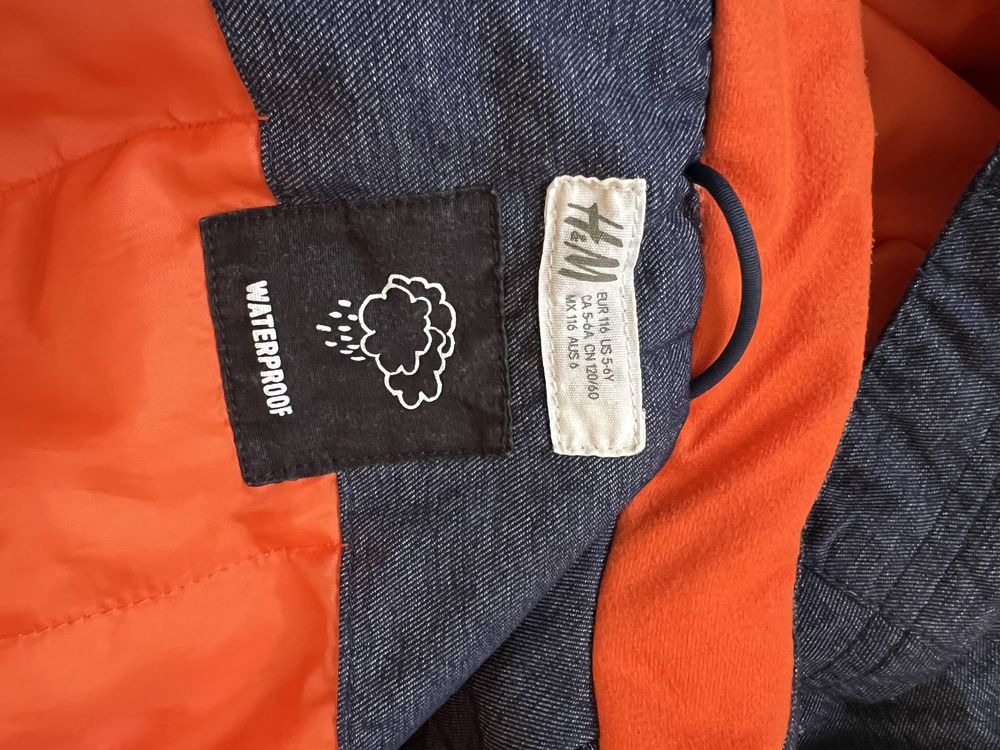 H&M
EUR 116 US 5-6Y
CA 5-6A CN 120/60
MX 116 AUS 6
WATERPROOF